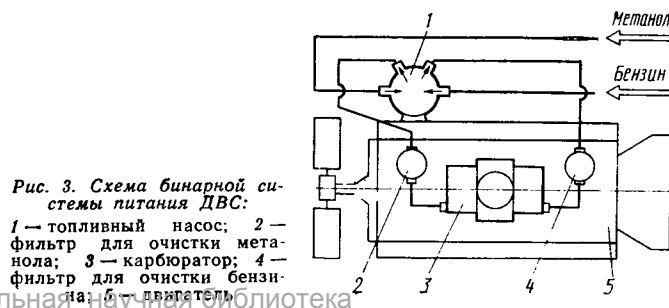 Метанол
1
Бензин
Рис. 3. Схема бинарной си-
стемы питания ДВС:
1 — топливный насос; 2 —
фильтр для очистки мета-
нола; 3 — карбюратор; 4 —
фильтр для очистки бензи-
на; 5 — двигатель
2 3 4 5
льная научная библиотека